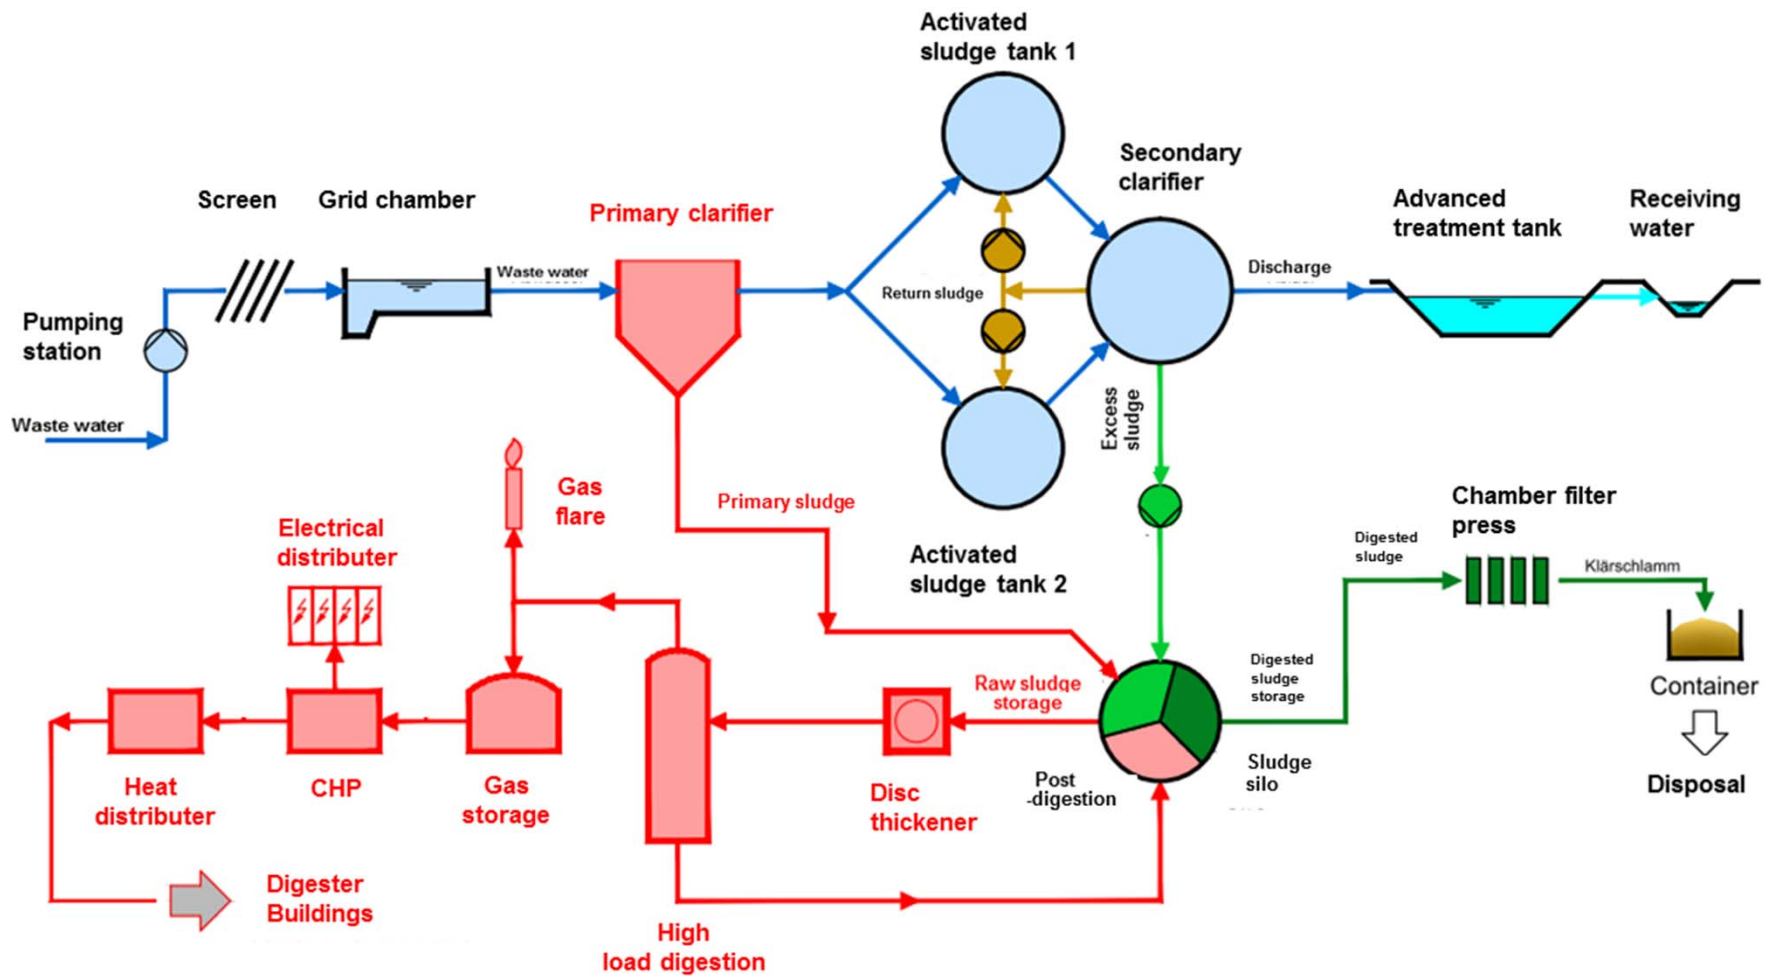 Activated
sludge tank 1
Secondary
clarifier
Screen
Grid chamber
Primary clarifier
Advanced
treatment tank
Receiving
water
Waste water
Discharge
Return sludge
Pumping
station
Waste water
Excess
sludge
Gas
flare
Primary sludge
Electrical
distributer
Activated
sludge tank 2
Chamber filter
press
Digested
sludge
Klärschlamm
Digested
sludge
storage
Raw sludge
storage
Container
Disposal
Heat
distributer
CHP
Gas
storage
Disc
thickener
Post
-digestion
Sludge
silo
Digester
Buildings
High
load digestion